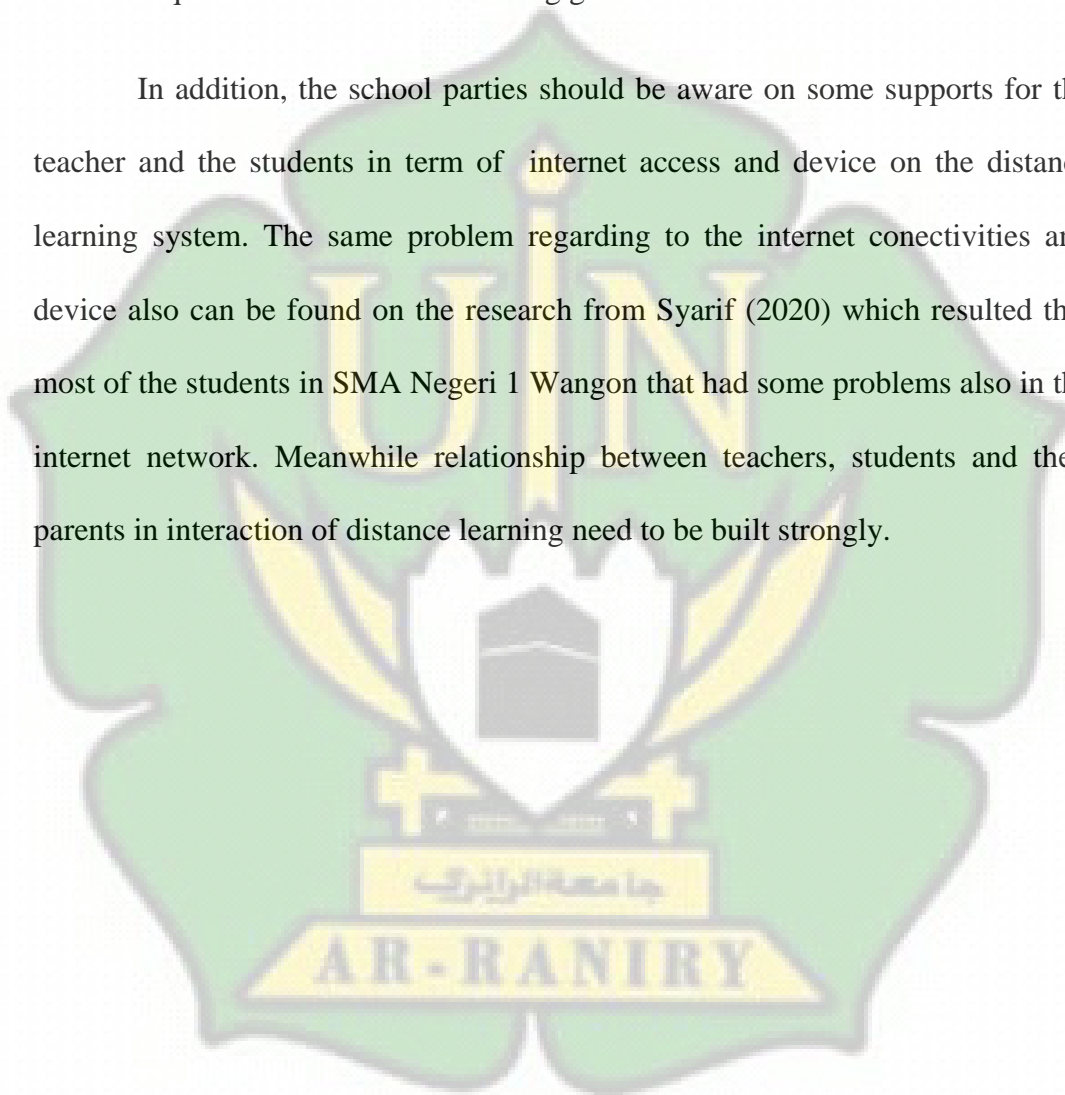 In addition, the school parties should be aware on some supports for t
teacher and the students in term of internet access and device on the distan
learning system. The same problem regarding to the internet conectivities an
device also can be found on the research from Syarif (2020) which resulted th
most of the students in SMA Negeri 1 Wangon that had some problems also in t
internet network. Meanwhile relationship between teachers, students and the
parents in interaction of distance learning need to be built strongly.
UIN
جامعة الرانيري
AR-RANIRY